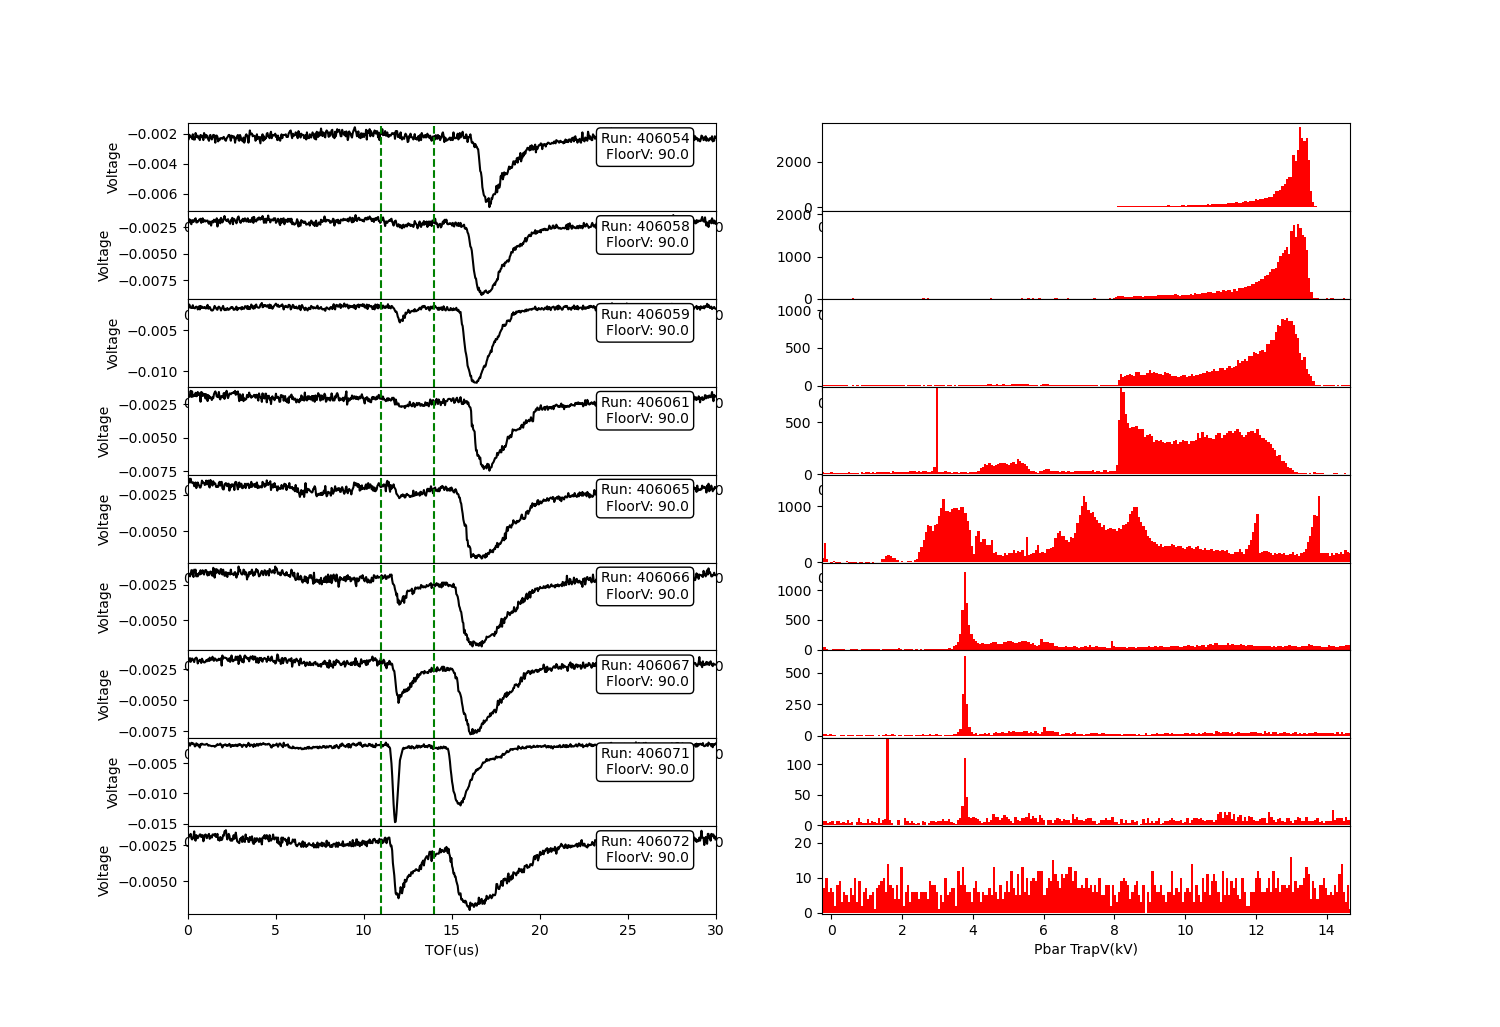 −0.002
−0.004
−0.006
Voltage
Run: 406054
FloorV: 90.0
2000
0
−0.0025
−0.0050
−0.0075
Voltage
Run: 406058
FloorV: 90.0
2000
1000
0
−0.005
−0.010
Voltage
Run: 406059
FloorV: 90.0
1000
500
0
−0.0025
−0.0050
−0.0075
Voltage
Run: 406061
FloorV: 90.0
500
0
−0.0025
−0.0050
Voltage
Run: 406065
FloorV: 90.0
1000
0
−0.0025
−0.0050
Voltage
Run: 406066
FloorV: 90.0
1000
500
0
−0.0025
−0.0050
−0.0075
Voltage
Run: 406067
FloorV: 90.0
500
250
0
−0.005
−0.010
−0.015
Voltage
Run: 406071
FloorV: 90.0
100
50
0
−0.0025
−0.0050
Voltage
Run: 406072
FloorV: 90.0
20
10
0
0 5 10 15 20 25 30
TOF(us)
0 2 4 6 8 10 12 14
Pbar TrapV(kV)